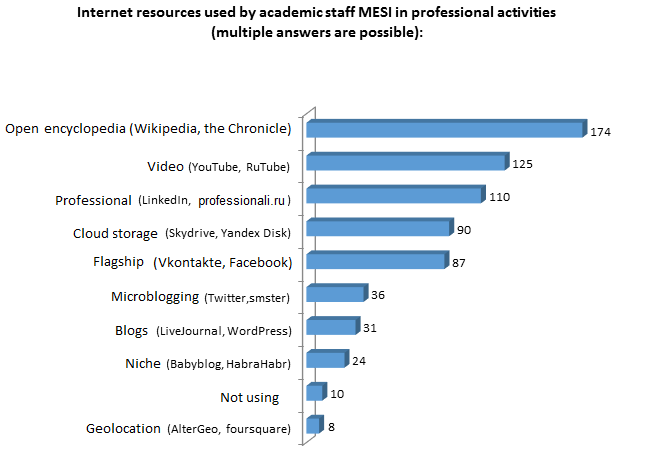 Internet resources used by academic staff MESI in professional activities
(multiple answers are possible):
Open encyclopedia (Wikipedia, the Chronicle) 174
Video (YouTube, RuTube) 125
Professional (LinkedIn, professionali.ru) 110
Cloud storage (Skydrive, Yandex Disk) 90
Flagship (Vkontakte, Facebook) 87
Microblogging (Twitter,smster) 36
Blogs (LiveJournal, WordPress) 31
Niche (Babyblog, HabraHabr) 24
Not using 10
Geolocation (AlterGeo, foursquare) 8